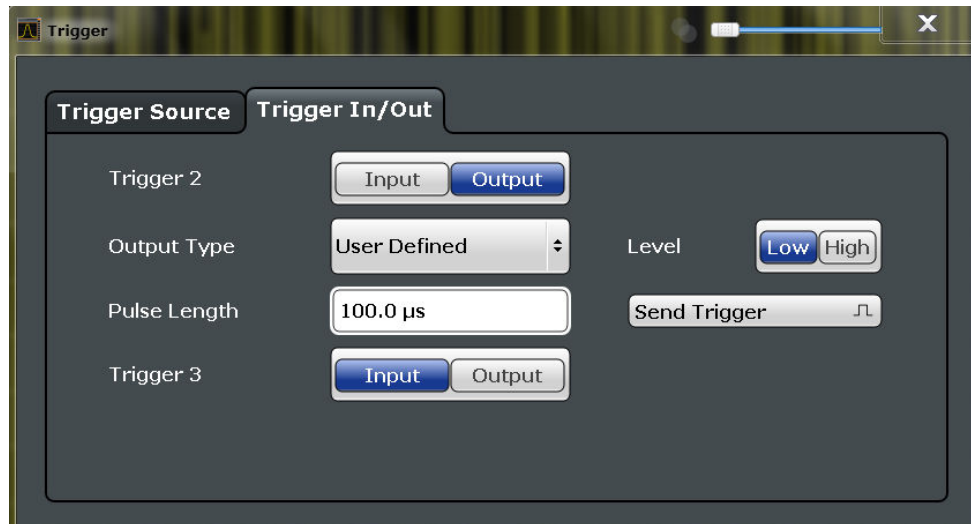 Trigger
X
Trigger Source Trigger In/Out
Trigger 2 Input Output
Output Type User Defined Level Low High
Pulse Length 100.0 µs Send Trigger
Trigger 3 Input Output